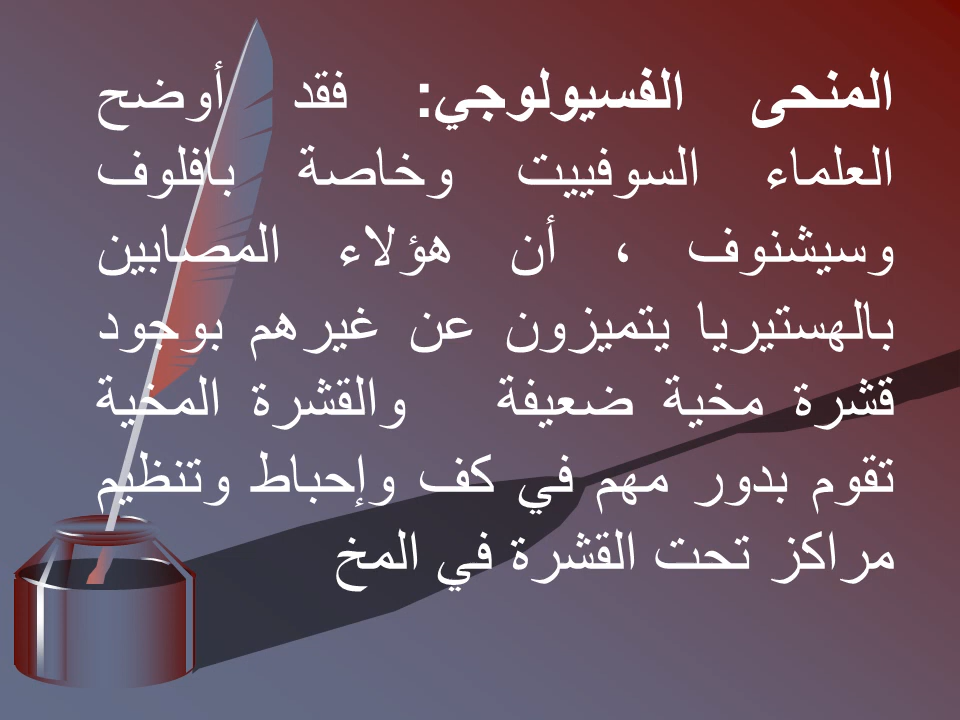 المنحى الفسيولوجي: فقد أوضح
العلماء السوفييت وخاصة بافلوف
وسيشنوف ، أن هؤلاء المصابين
بالهستيريا يتميزون عن غيرهم بوجود
قشرة مخية ضعيفة والقشرة المخية
تقوم بدور مهم في كف وإحباط وتنظيم
مراكز تحت القشرة في المخ